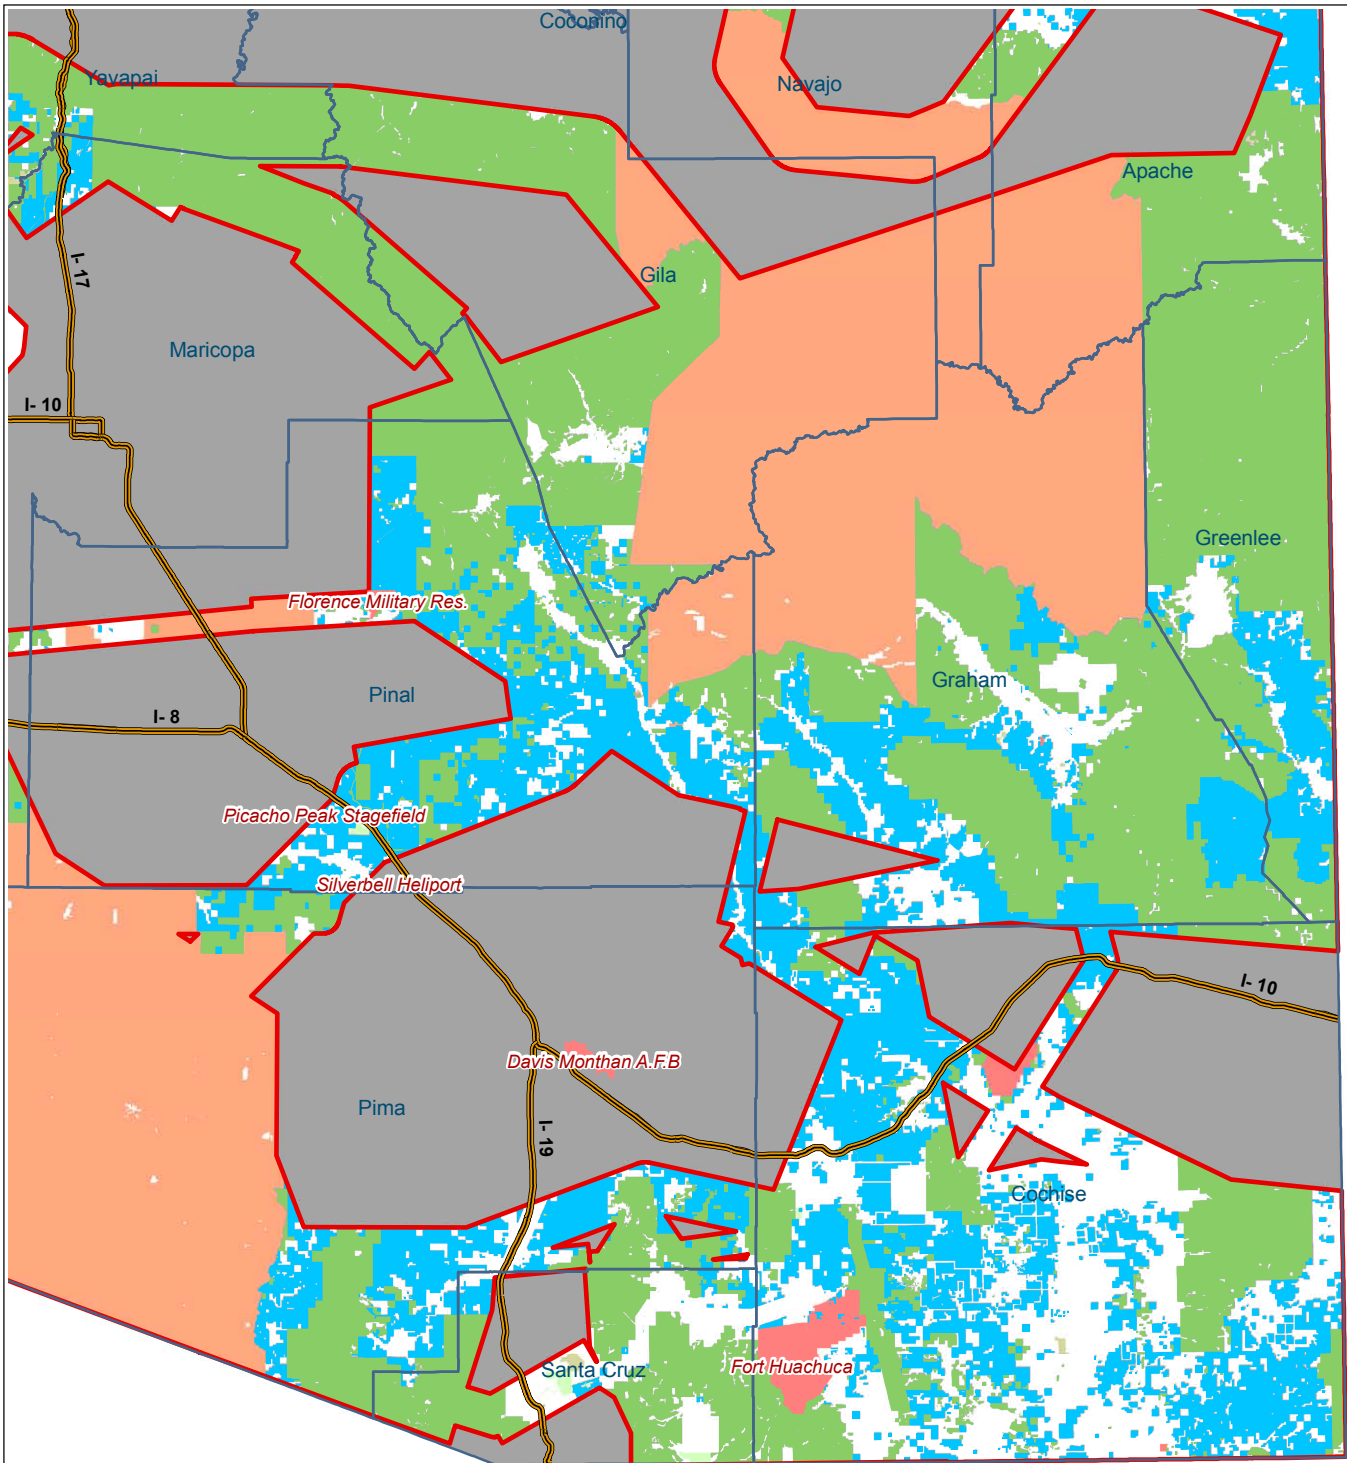 Coconino
Yavapai
Navajo
Apache
I- 17
Gila
Maricopa
I- 10
Greenlee
Florence Military Res.
Graham
Pinal
I- 8
Picacho Peak Stagefield
Silverbell Heliport
I- 10
Davis Monthan A.F.B
Pima
I- 19
Cochise
Santa Cruz
Fort Huachuca